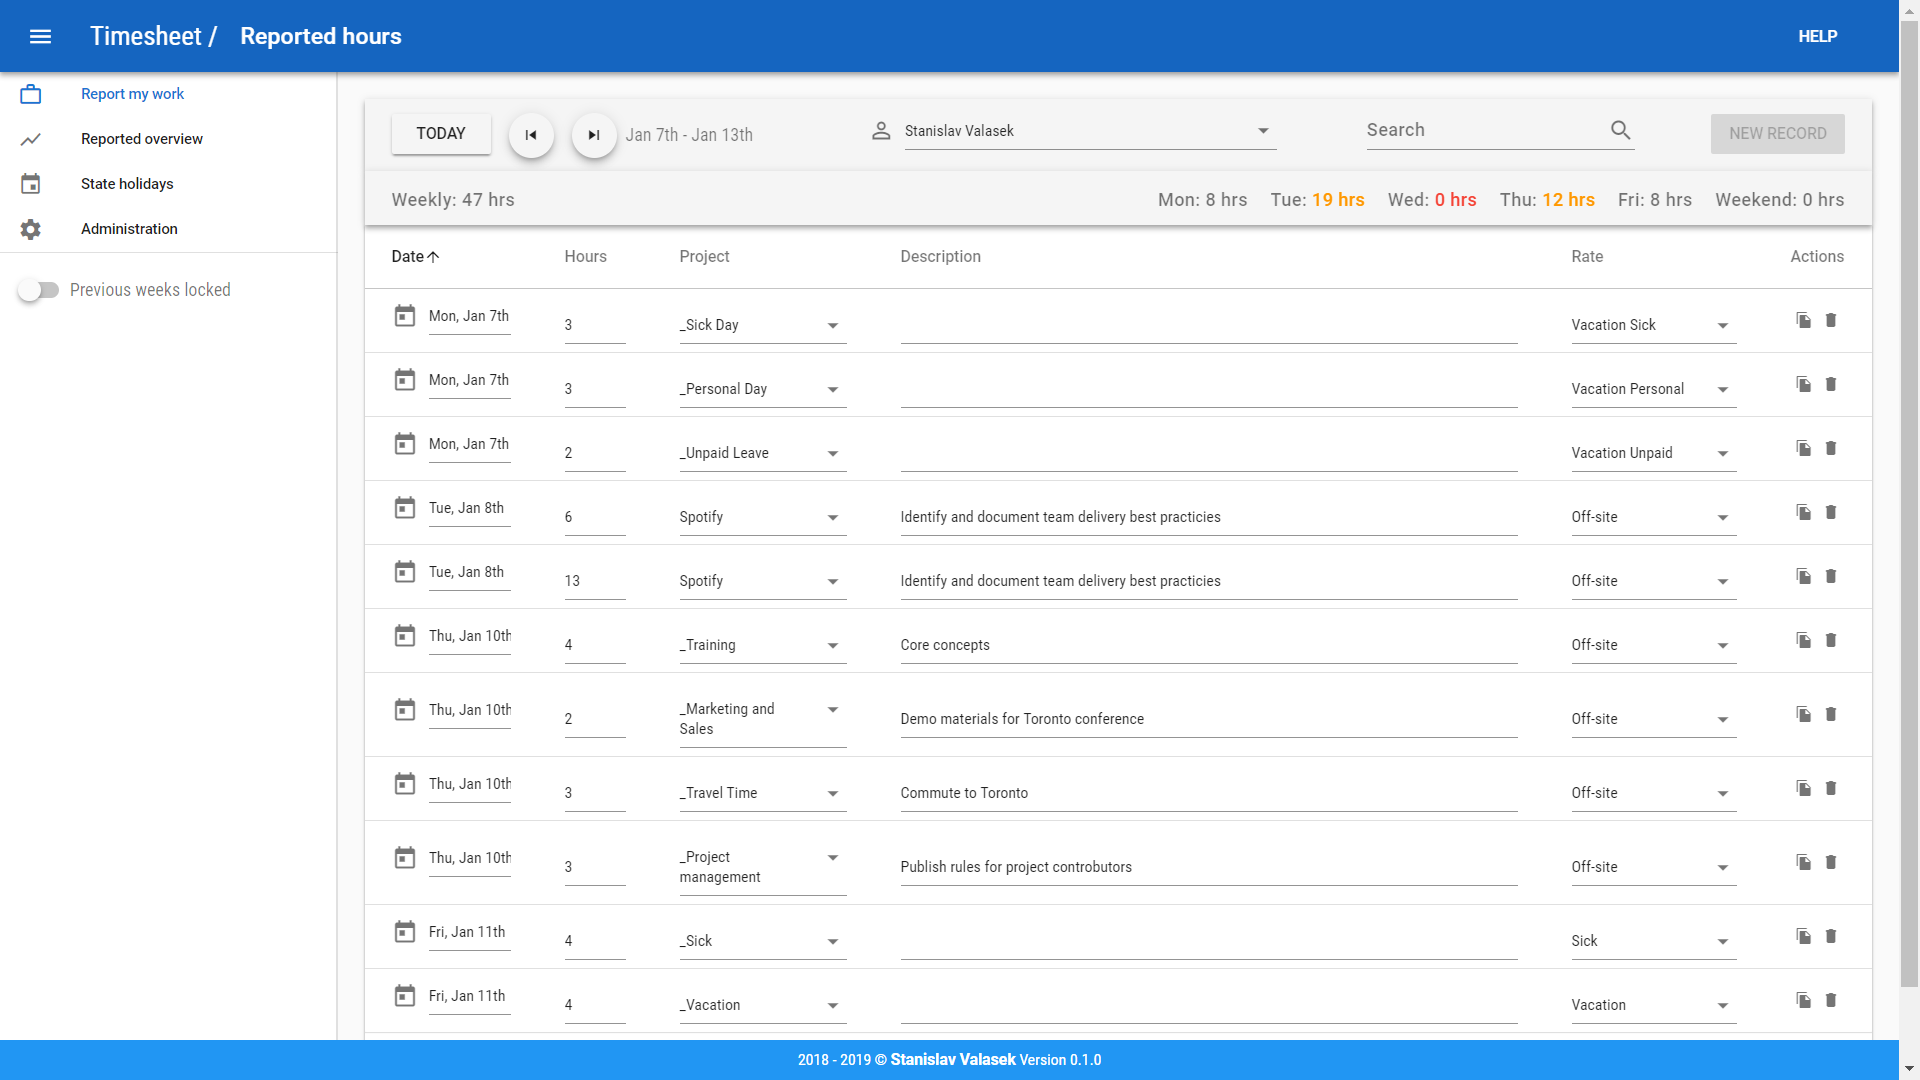 Timesheet / Reported hours HELP
Report my work
Reported overview
State holidays
Administration
Previous weeks locked
TODAY Jan 7th - Jan 13th Stanislav Valasek Search NEW RECORD
Weekly: 47 hrs Mon: 8 hrs Tue: 19 hrs Wed: 0 hrs Thu: 12 hrs Fri: 8 hrs Weekend: 0 hrs
Date Hours Project Description Rate Actions
Mon, Jan 7th 3 _Sick Day Vacation Sick
Mon, Jan 7th 3 _Personal Day Vacation Personal
Mon, Jan 7th 2 _Unpaid Leave Vacation Unpaid
Tue, Jan 8th 6 Spotify Identify and document team delivery best practicies Off-site
Tue, Jan 8th 13 Spotify Identify and document team delivery best practicies Off-site
Thu, Jan 10th 4 _Training Core concepts Off-site
Thu, Jan 10th 2 _Marketing and Sales Demo materials for Toronto conference Off-site
Thu, Jan 10th 3 _Travel Time Commute to Toronto Off-site
Thu, Jan 10th 3 _Project management Publish rules for project controbutors Off-site
Fri, Jan 11th 4 _Sick Sick
Fri, Jan 11th 4 _Vacation Vacation
2018 - 2019 © Stanislav Valasek Version 0.1.0